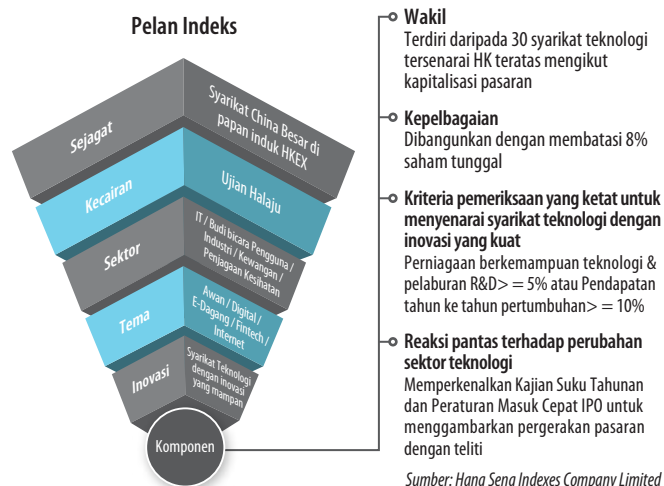 Pelan Indeks
Sejagat
Syarikat China Besar di
papan induk HKEX
Kecairan
Ujian Halaju
Sektor
IT / Budi bicara Pengguna /
Industri / Kewangan /
Penjagaan Kesihatan
Tema
Awan / Digital /
E-Dagang / Fintech /
Internet
Inovasi
Syarikat Teknologi
dengan inovasi
yang mampan
Komponen
Wakil
Terdiri daripada 30 syarikat teknologi
tersenarai HK teratas mengikut
kapitalisasi pasaran
Kepelbagaian
Dibangunkan dengan membatasi 8%
saham tunggal
Kriteria pemeriksaan yang ketat untuk
menyenarai syarikat teknologi dengan
inovasi yang kuat
Perniagaan berkemampuan teknologi &
pelaburan R&D> = 5% atau Pendapatan
tahun ke tahun pertumbuhan> = 10%
Reaksi pantas terhadap perubahan
sektor teknologi
Memperkenalkan Kajian Suku Tahunan
dan Peraturan Masuk Cepat IPO untuk
menggambarkan pergerakan pasaran
dengan teliti
Sumber: Hang Seng Indexes Company Limited